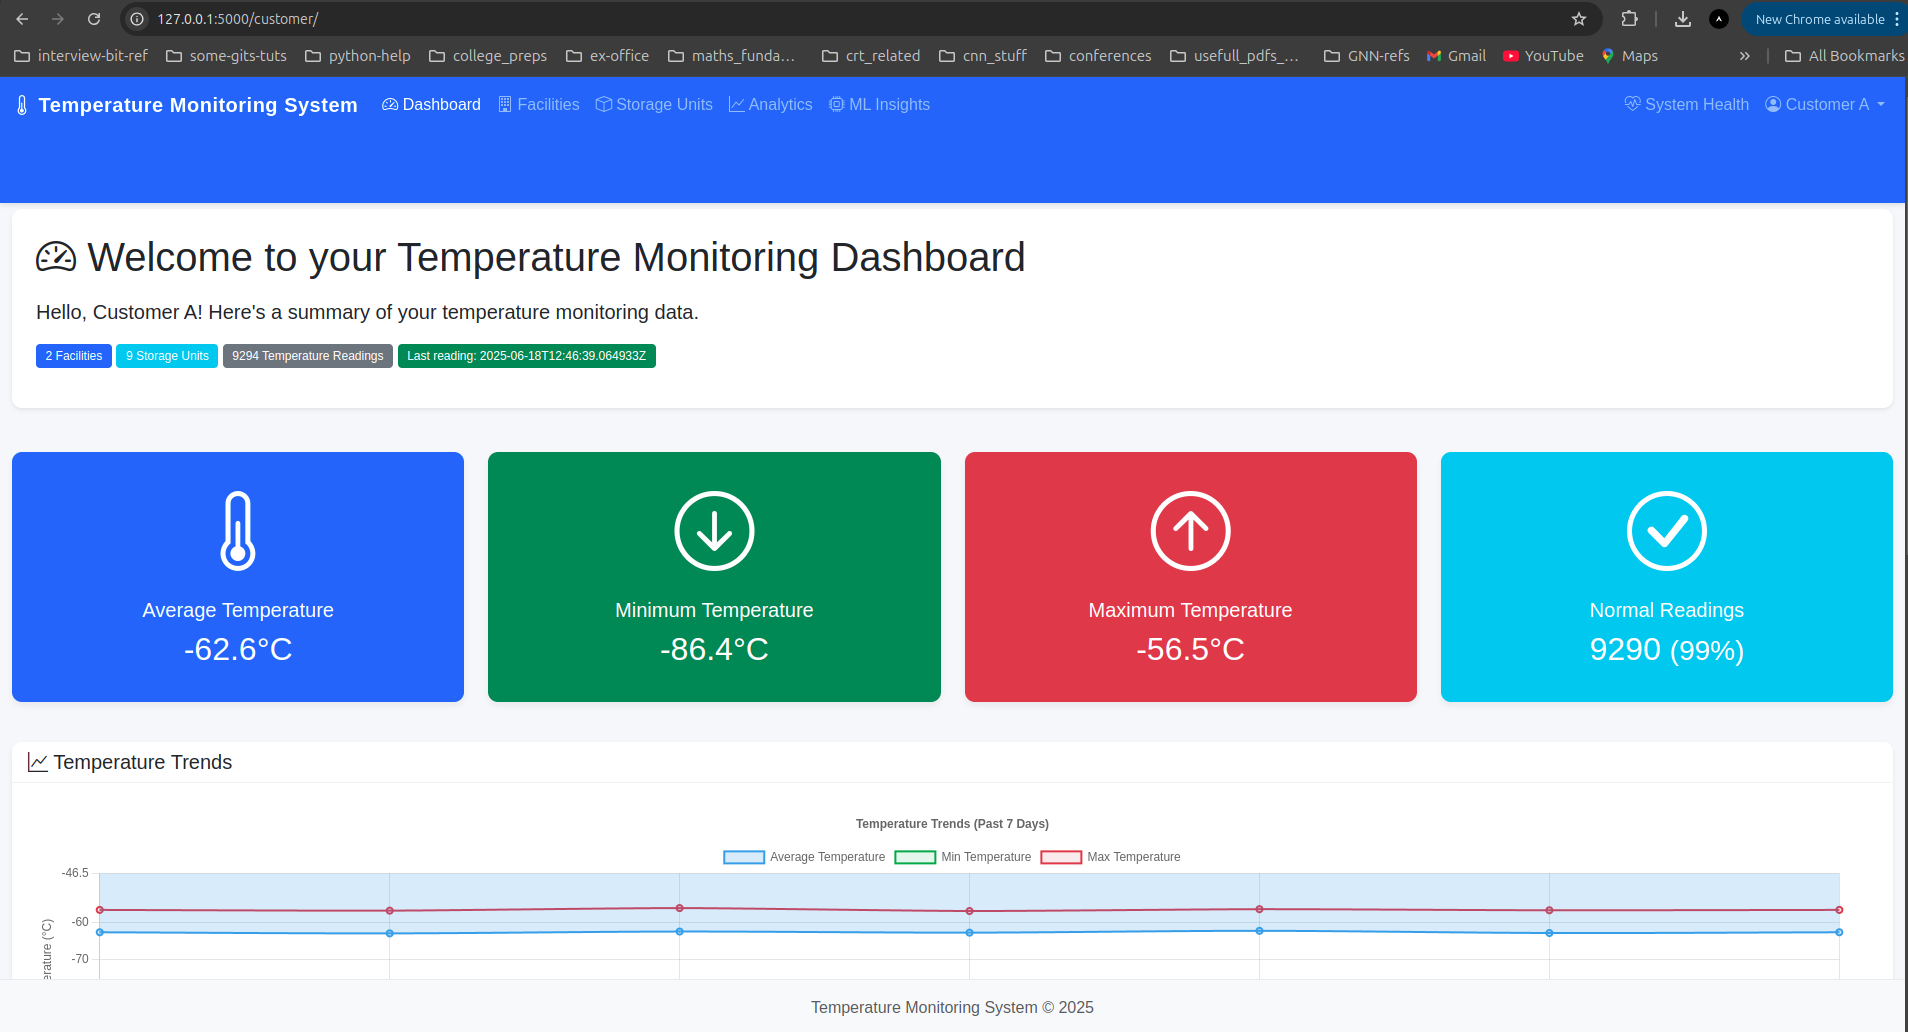 127.0.0.1:5000/customer/
New Chrome available
interview-bit-ref some-gits-tuts python-help college_preps ex-office maths_funda... crt_related cnn_stuff conferences usefull_pdfs_... GNN-refs Gmail YouTube Maps » All Bookmarks
Temperature Monitoring System Dashboard Facilities Storage Units Analytics ML Insights System Health Customer A
Welcome to your Temperature Monitoring Dashboard
Hello, Customer A! Here's a summary of your temperature monitoring data.
2 Facilities 9 Storage Units 9294 Temperature Readings Last reading: 2025-06-18T12:46:39.064933Z
Average Temperature
-62.6°C
Minimum Temperature
-86.4°C
Maximum Temperature
-56.5°C
Normal Readings
9290 (99%)
Temperature Trends
Temperature Trends (Past 7 Days)
Average Temperature Min Temperature Max Temperature
-46.5
-60
-70
erature (°C)
Temperature Monitoring System © 2025